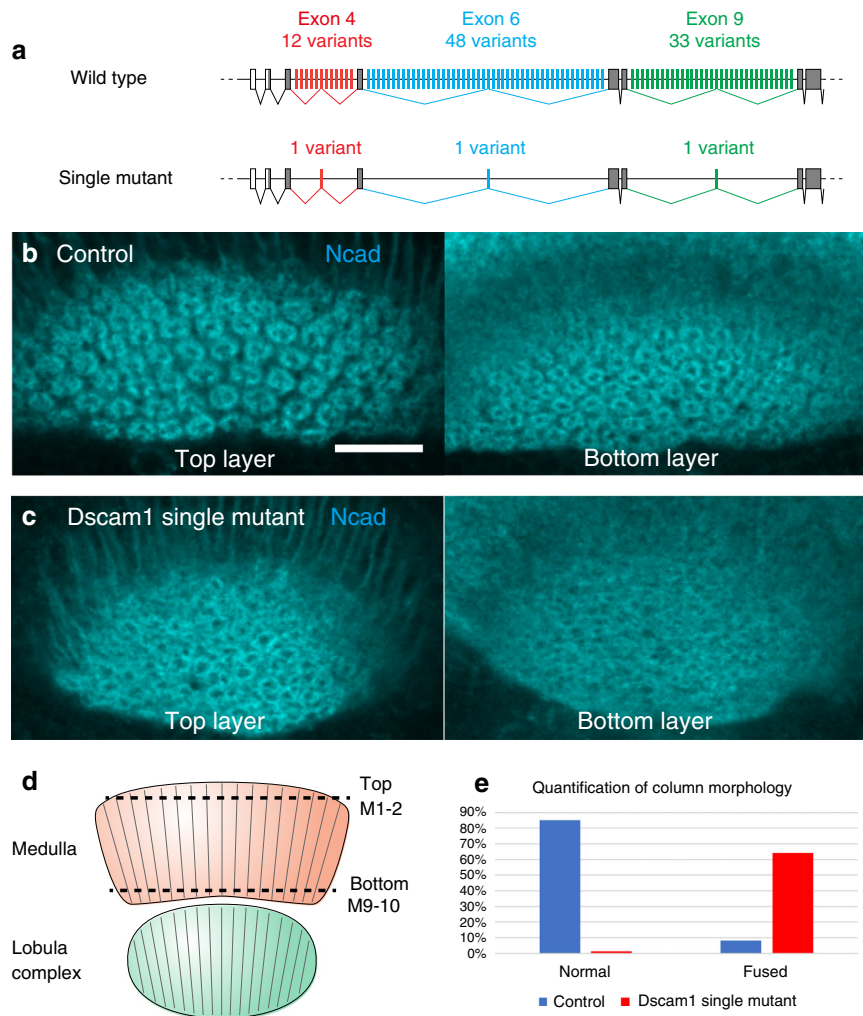 a
Exon 4
12 variants
Exon 6
48 variants
Exon 9
33 variants
Wild type
1 variant
1 variant
1 variant
Single mutant
b Control Ncad
Top layer
Bottom layer
c Dscam1 single mutant Ncad
Top layer
Bottom layer
d
Top
M1-2
Medulla
Bottom
M9-10
Lobula
complex
e
Quantification of column morphology
90%
80%
70%
60%
50%
40%
30%
20%
10%
0%
Normal
Fused
Control
Dscam1 single mutant